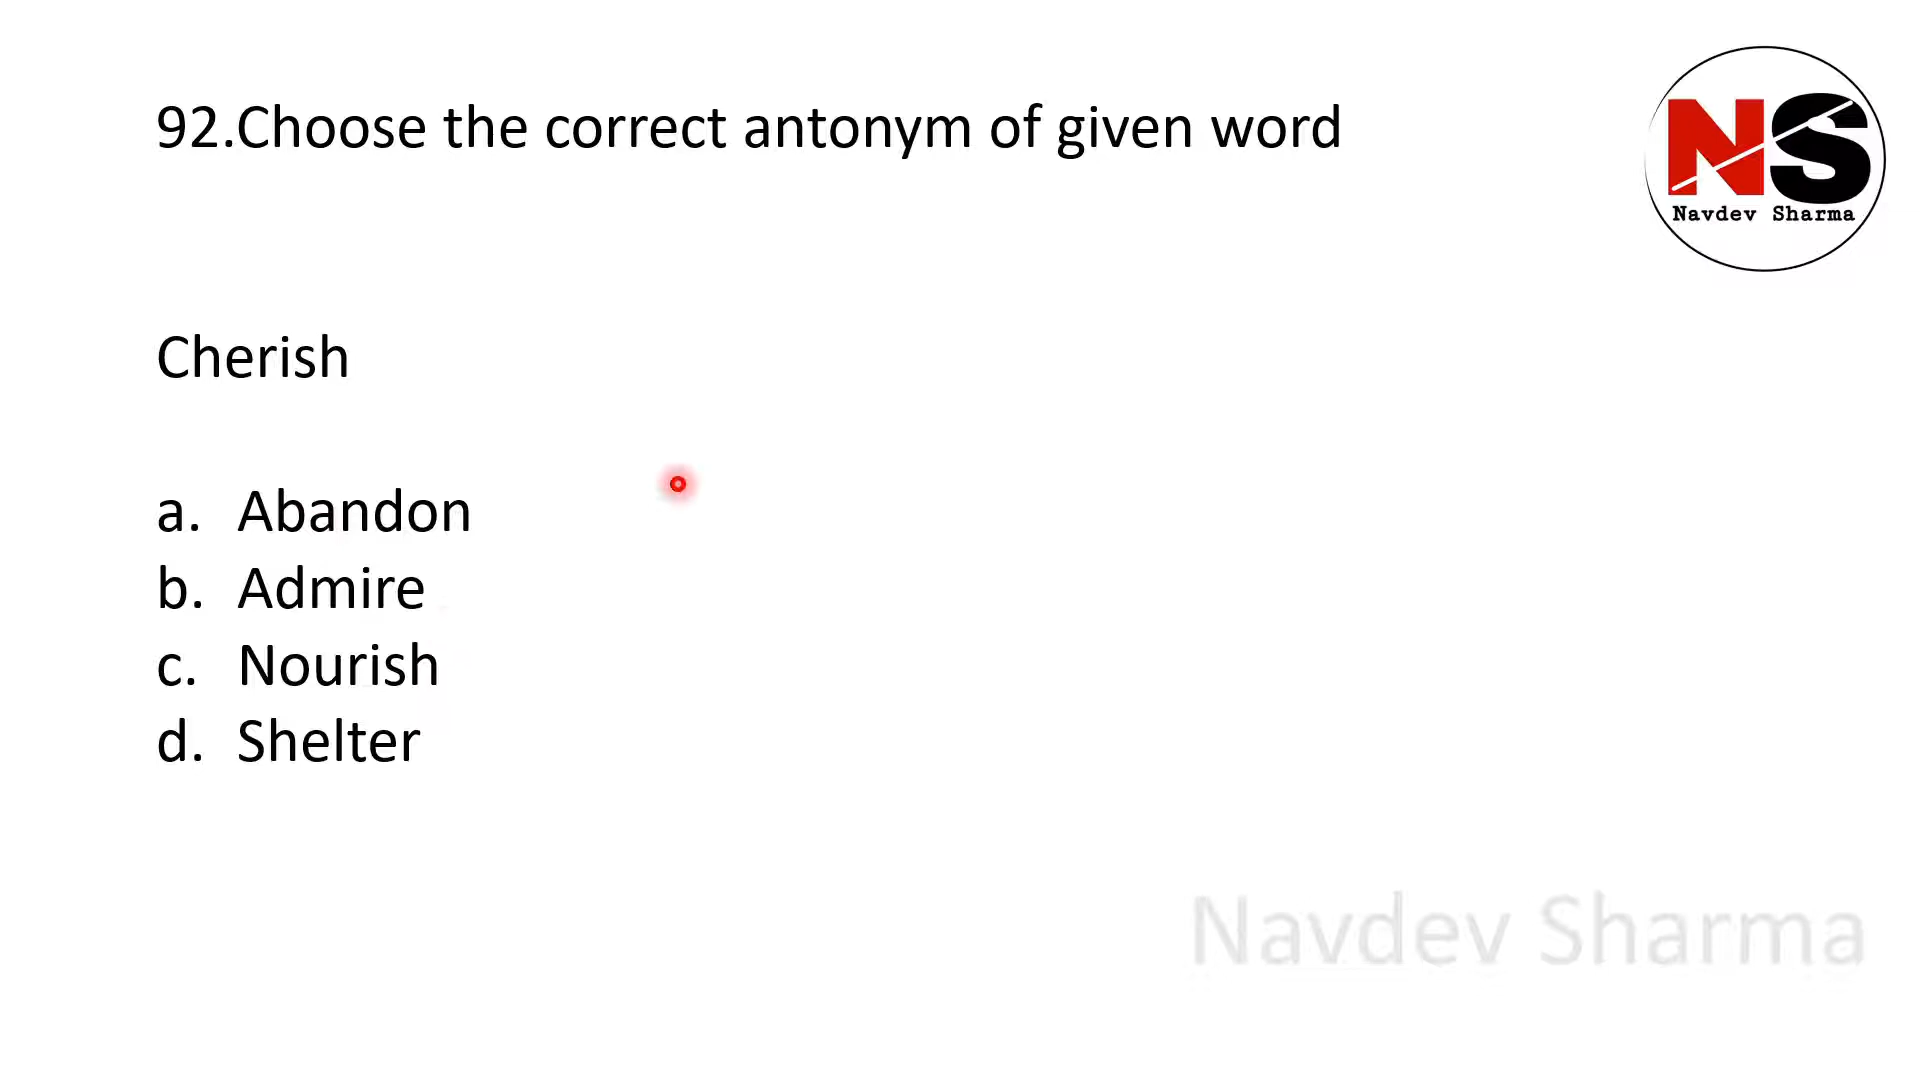 92.Choose the correct antonym of given word
NS
Navdev Sharma
Cherish
a. Abandon
b. Admire
c. Nourish
d. Shelter
Navdev Sharma